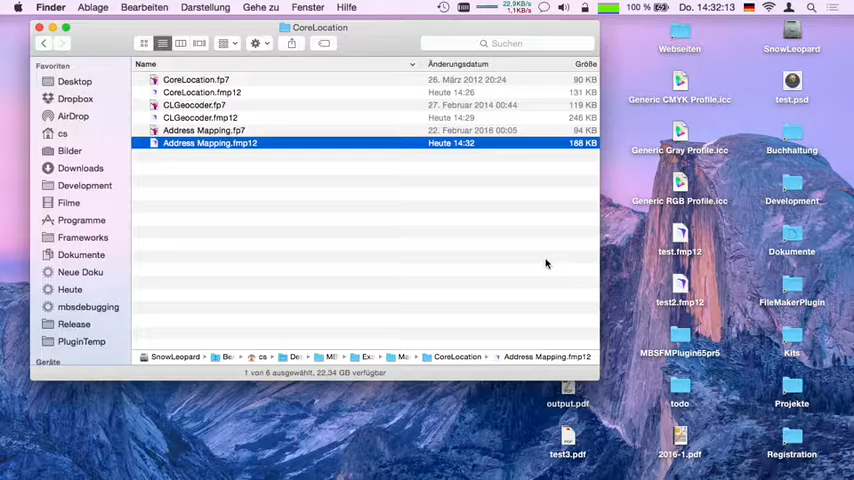 Finder Ablage Bearbeiten Darstellung Gehe zu Fenster Hilfe 22,9KB/s 1,1KB/s 100 % Do. 14:32:13
CoreLocation
Suchen
Favoriten
Desktop
Dropbox
AirDrop
cs
Bilder
Downloads
Development
Filme
Programme
Frameworks
Dokumente
Neue Doku
Heute
mbsdebugging
Release
PluginTemp
Geräte
Name Änderungsdatum Größe
CoreLocation.fp7 26. März 2012 20:24 90 KB
CoreLocation.fmp12 Heute 14:26 131 KB
CLGeocoder.fp7 27. Februar 2014 00:44 119 KB
CLGeocoder.fmp12 Heute 14:29 246 KB
Address Mapping.fp7 22. Februar 2016 00:05 94 KB
Address Mapping.fmp12 Heute 14:32 188 KB
SnowLeopard Ber cs De: ME Exa Ma CoreLocation Address Mapping.fmp12
1 von 6 ausgewählt, 22,34 GB verfügbar
Webseiten
SnowLeopard
Generic CMYK Profile.icc
test.psd
Generic Gray Profile.icc
Buchhaltung
Generic RGB Profile.icc
Development
test.fmp12
Dokumente
test2.fmp12
FileMakerPlugin
MBSFMPlugin65pr5
Kits
output.pdf
todo
Projekte
test3.pdf
2016-1.pdf
Registration